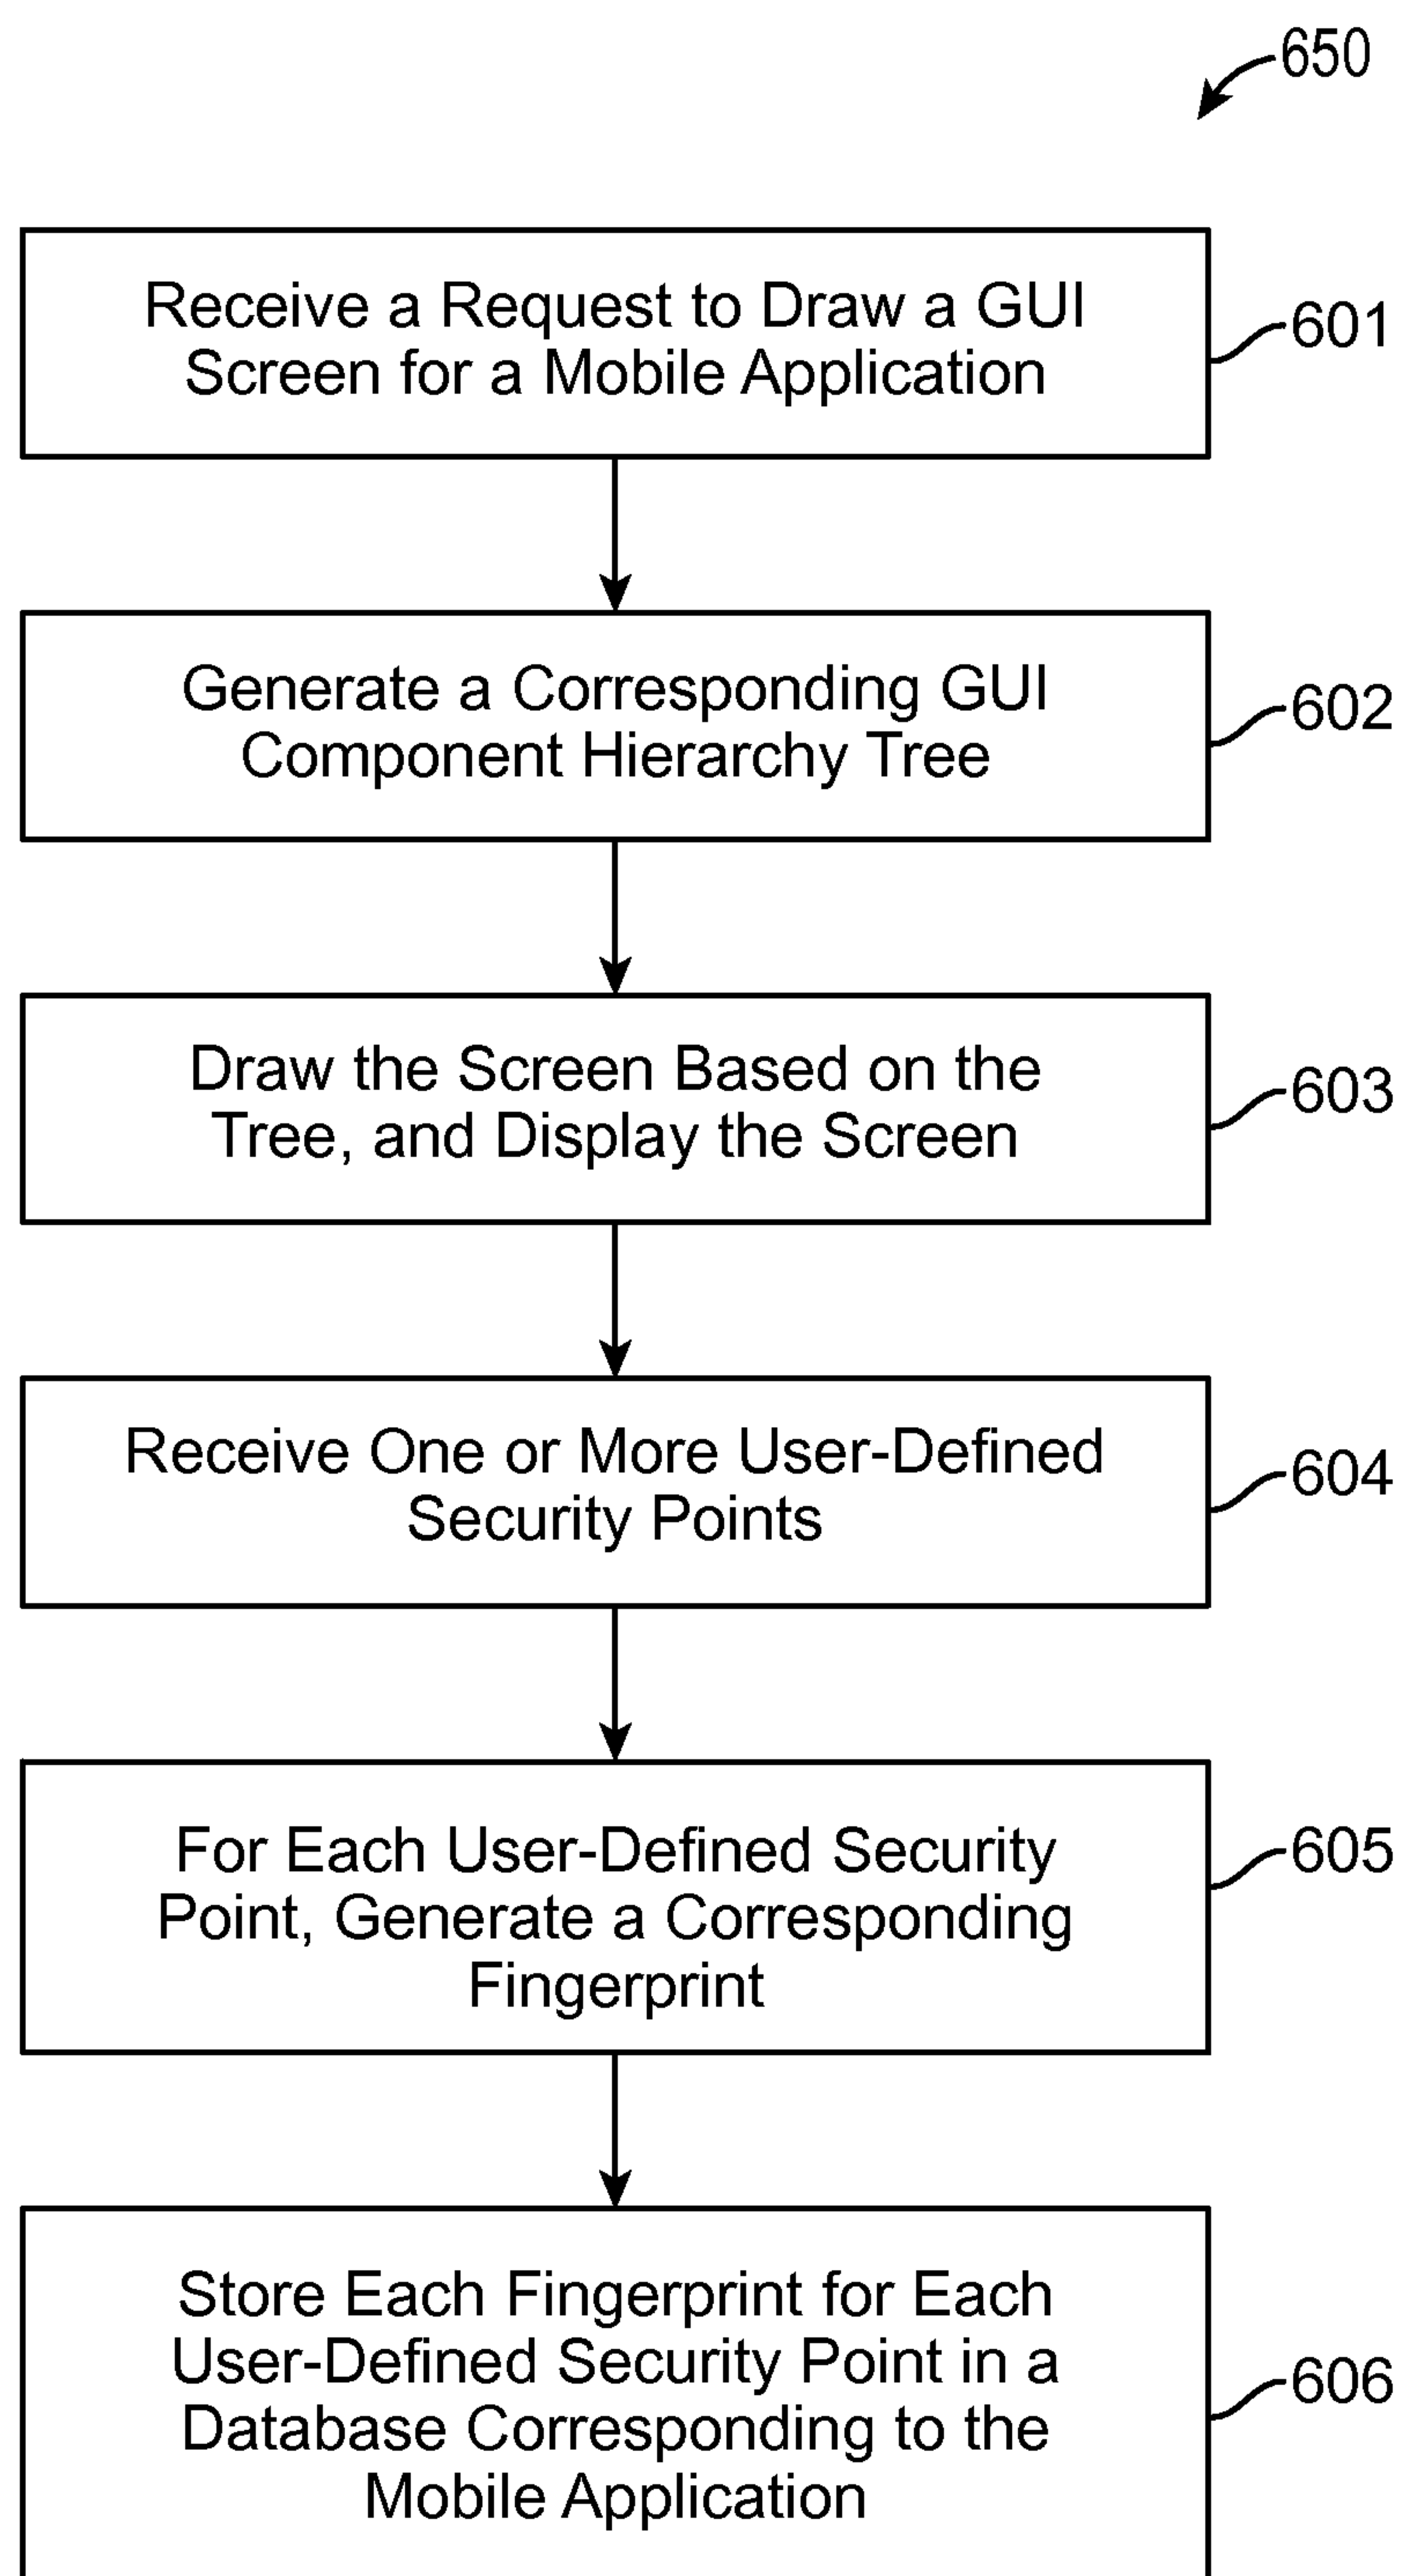 650
Receive a Request to Draw a GUI
Screen for a Mobile Application
601
Generate a Corresponding GUI
Component Hierarchy Tree
602
Draw the Screen Based on the
Tree, and Display the Screen
603
Receive One or More User-Defined
Security Points
604
For Each User-Defined Security
Point, Generate a Corresponding
Fingerprint
605
Store Each Fingerprint for Each
User-Defined Security Point in a
Database Corresponding to the
Mobile Application
606